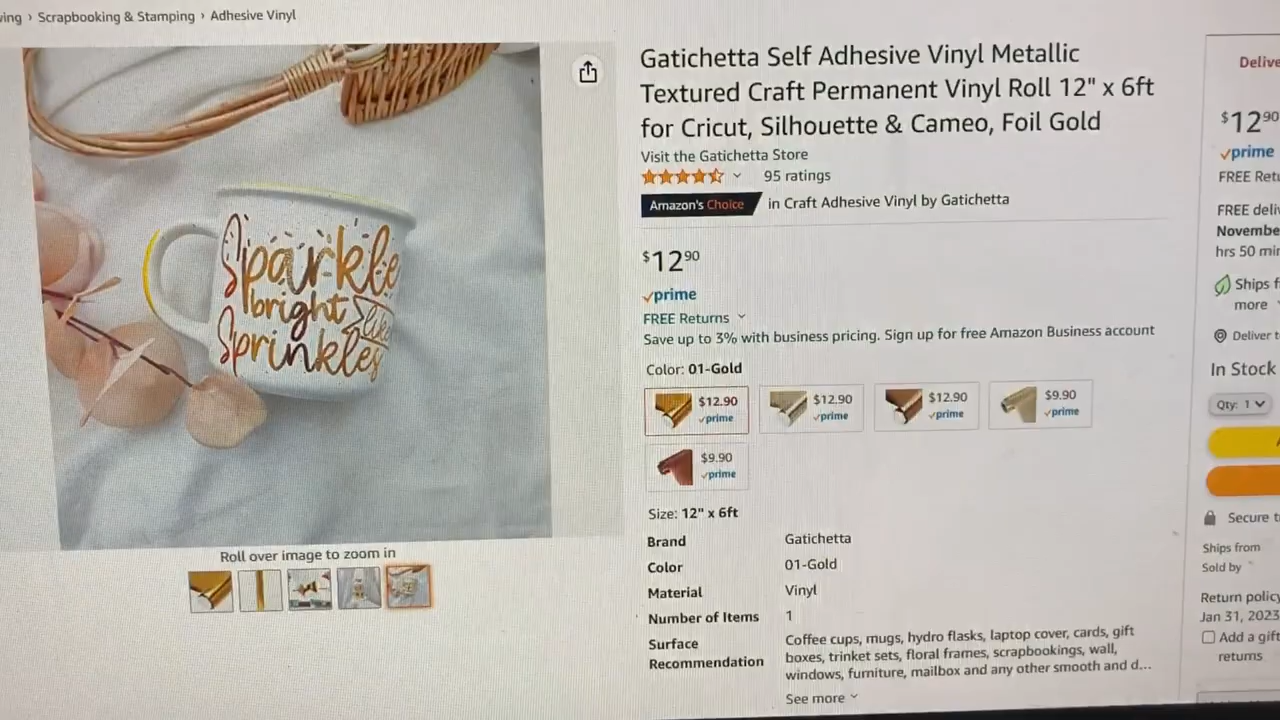 ving › Scrapbooking & Stamping › Adhesive Vinyl
Sparkle
bright
like
Sprinkles
Roll over image to zoom in
Gatichetta Self Adhesive Vinyl Metallic
Textured Craft Permanent Vinyl Roll 12" x 6ft
for Cricut, Silhouette & Cameo, Foil Gold
Visit the Gatichetta Store
95 ratings
Amazon's Choice in Craft Adhesive Vinyl by Gatichetta
$12.90
prime
FREE Returns
Save up to 3% with business pricing. Sign up for free Amazon Business account
Color: 01-Gold
$12.90 prime
$12.90 prime
$12.90 prime
$9.90 prime
$9.90 prime
Size: 12" x 6ft
Brand Gatichetta
Color 01-Gold
Material Vinyl
Number of Items 1
Surface Recommendation
Coffee cups, mugs, hydro flasks, laptop cover, cards, gift
boxes, trinket sets, floral frames, scrapbookings, wall,
windows, furniture, mailbox and any other smooth and d...
See more
Delive
$12.90
prime
FREE Retu
FREE deli
Novembe
hrs 50 min
Ships f
more
Deliver t
In Stock
Qty: 1
Secure t
Ships from
Sold by
Return policy
Jan 31, 2023
Add a gift
returns